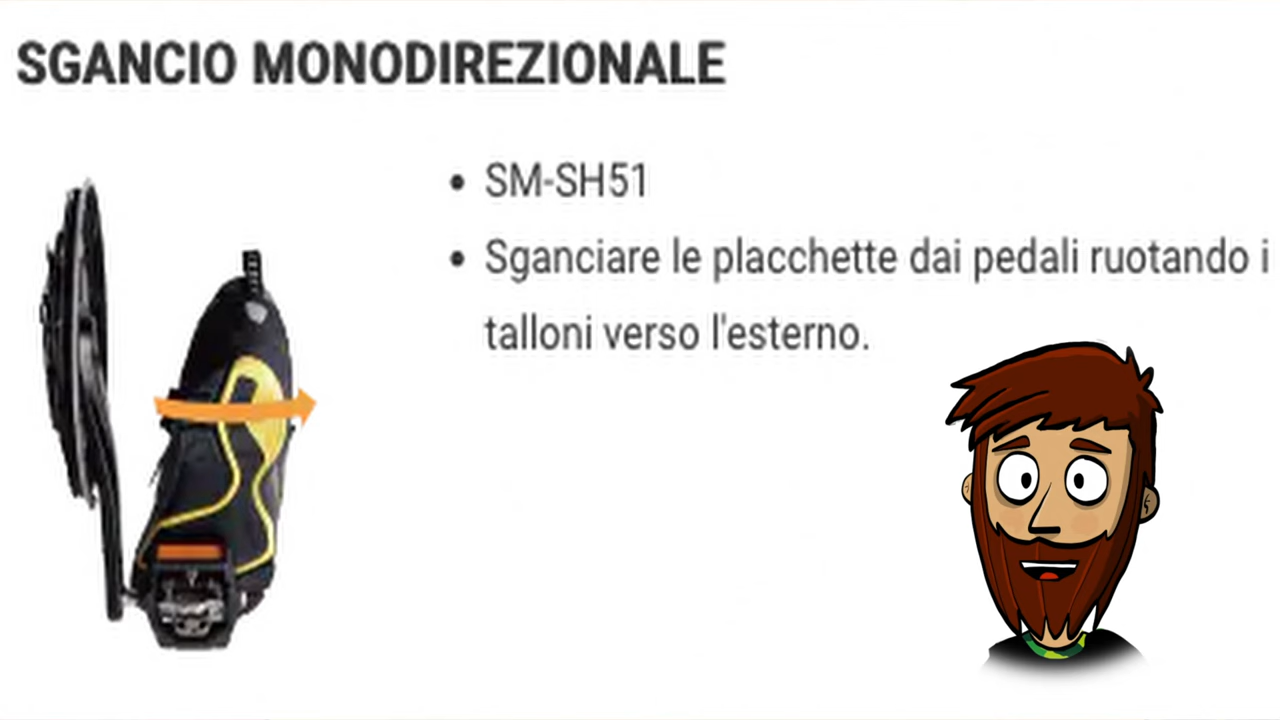 SGANCIO MONODIREZIONALE
• SM-SH51
• Sganciare le placchette dai pedali ruotando i
talloni verso l'esterno.